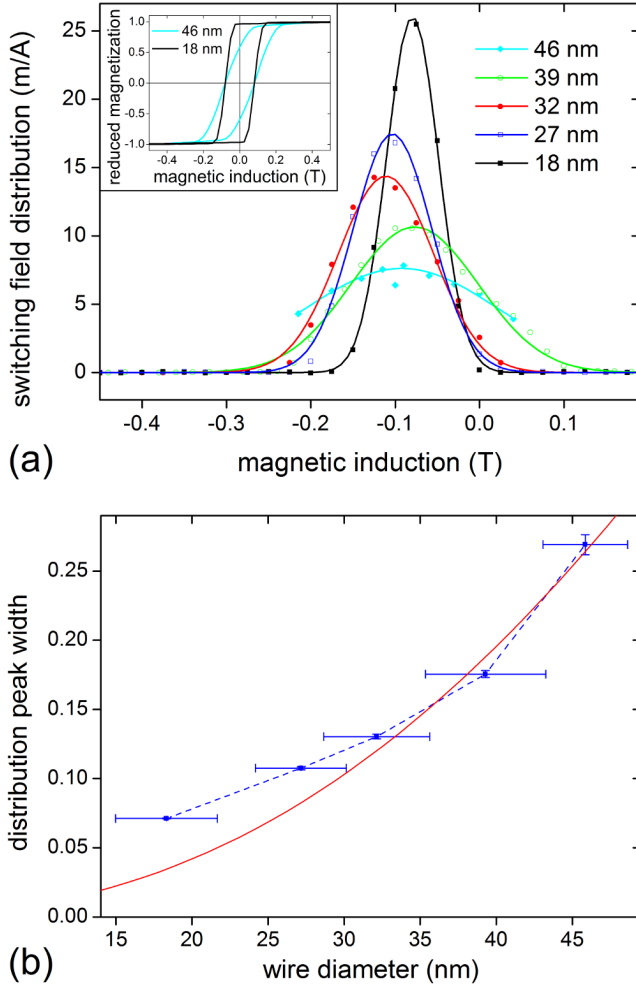 switching field distribution (m/A)
25
20
15
10
5
0
-0.4 -0.3 -0.2 -0.1 0.0 0.1
magnetic induction (T)
(a)
reduced magnetization
1.0
0.5
0.0
-0.5
-1.0
-0.4 0.0 0.4
magnetic induction (T)
46 nm
18 nm
46 nm
39 nm
32 nm
27 nm
18 nm
distribution peak width
0.25
0.20
0.15
0.10
0.05
0.00
15 20 25 30 35 40 45
wire diameter (nm)
(b)